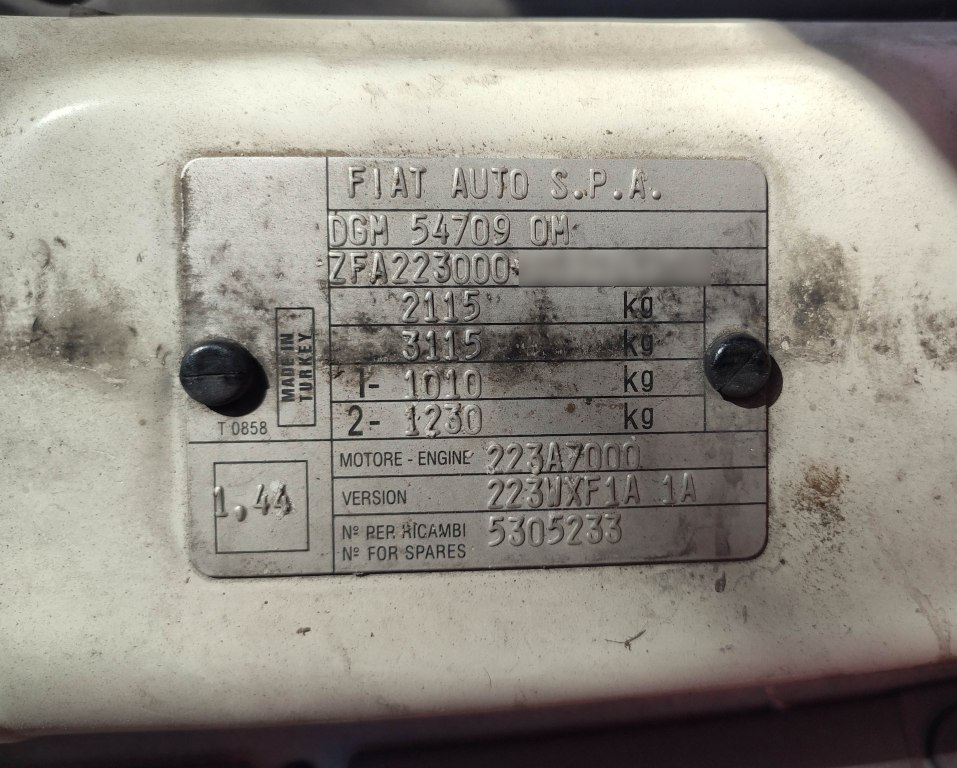 FIAT AUTO S.P.A.
DGM 54709 OM
ZFA223000
2115 kg
3115 kg
1- 1010 kg
2- 1230 kg
MADE IN
TURKEY
T 0858
MOTORE - ENGINE 223A7000
VERSION 223WXF1A 1A
1,44
Nº PER RICAMBI 5305233
Nº FOR SPARES